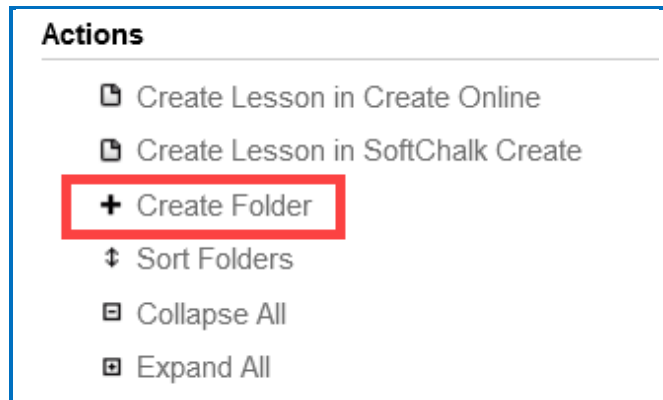 Actions
Create Lesson in Create Online
Create Lesson in SoftChalk Create
Create Folder
Sort Folders
Collapse All
Expand All